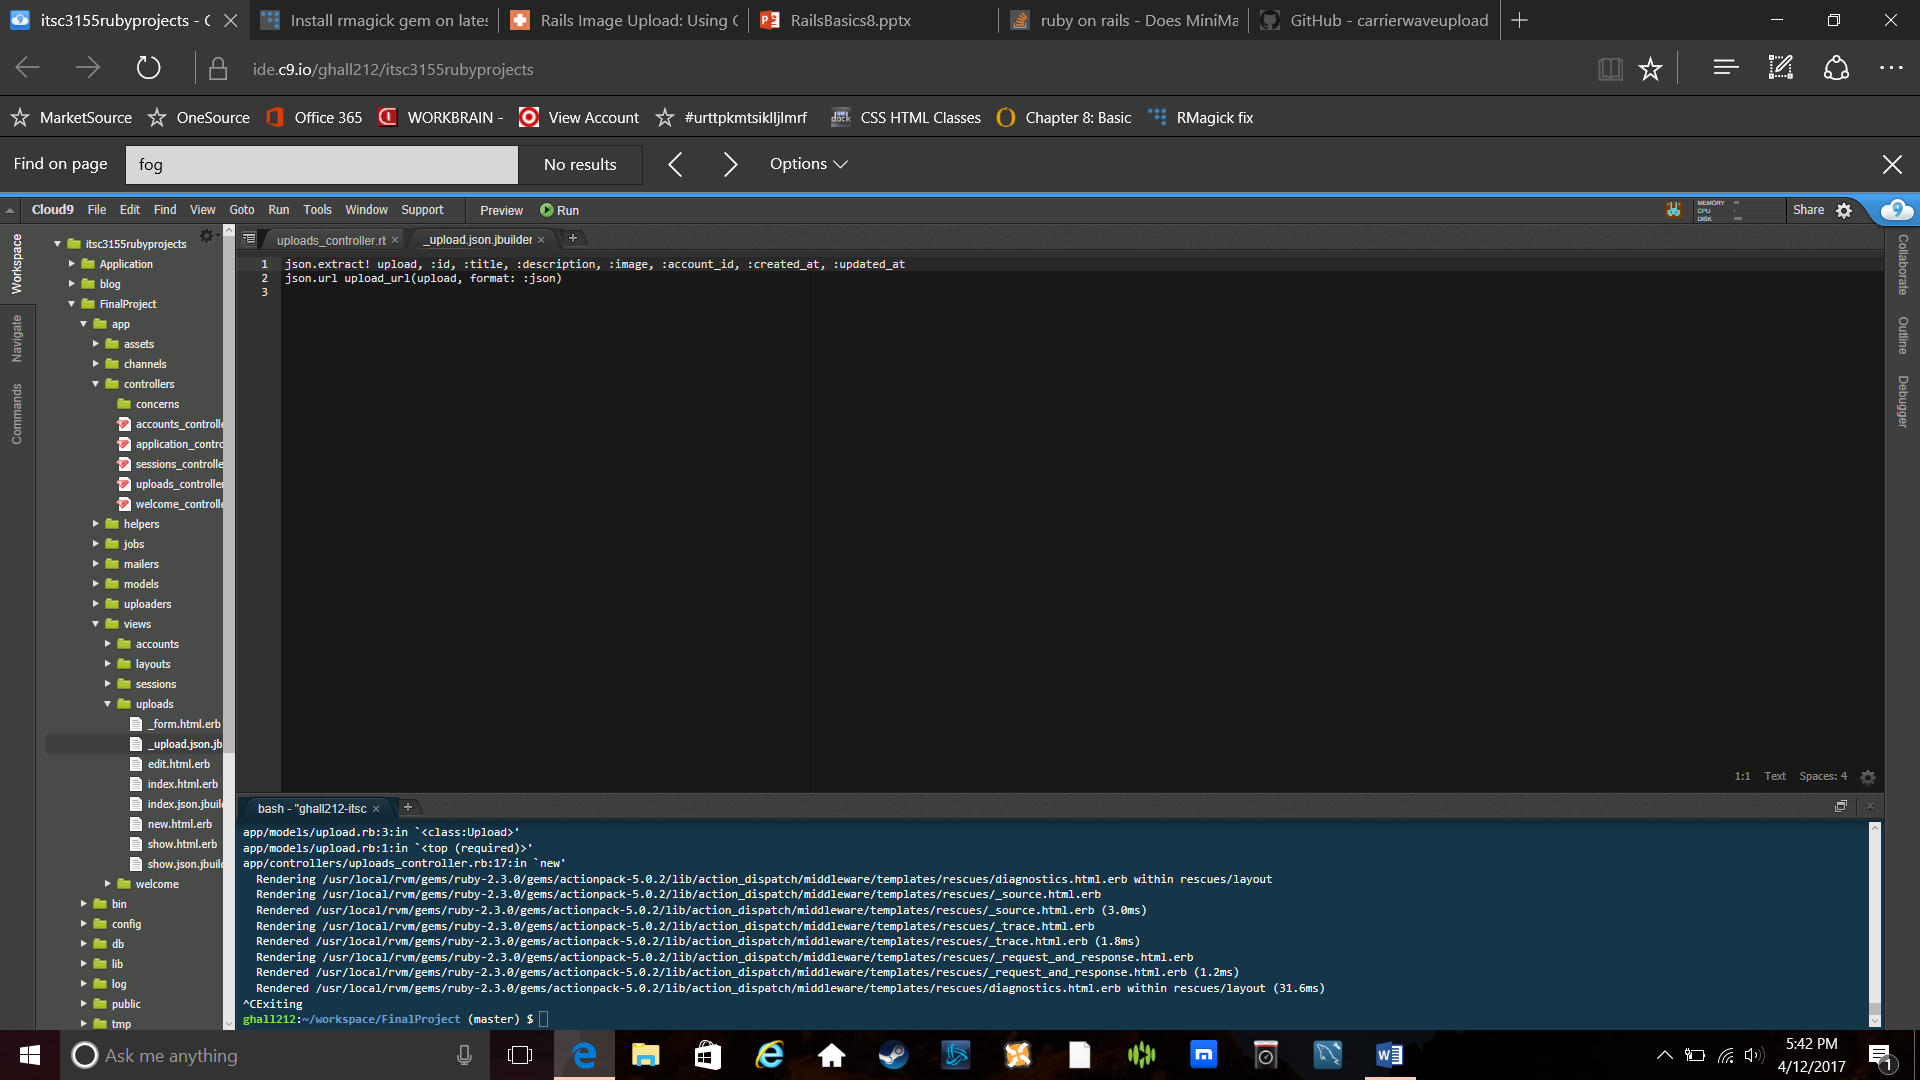 itsc3155rubyprojects - C
Install rmagick gem on lates
Rails Image Upload: Using C
RailsBasics8.pptx
ruby on rails - Does MiniMa
GitHub - carrierwaveupload
ide.c9.io/ghall212/itsc3155rubyprojects
MarketSource
OneSource
Office 365
WORKBRAIN -
View Account
#urttpkmtsiklljlmrf
CSS HTML Classes
Chapter 8: Basic
RMagick fix
Find on page
fog
No results
Options
Cloud9 File Edit Find View Goto Run Tools Window Support Preview Run
MEMORY
CPU
DISK
Share
Workspace
Navigate
Commands
itsc3155rubyprojects
Application
blog
FinalProject
app
assets
channels
controllers
concerns
accounts_controlle
application_contro
sessions_controlle
uploads_controller
welcome_controlle
helpers
jobs
mailers
models
uploaders
views
accounts
layouts
sessions
uploads
_form.html.erb
_upload.json.jb
edit.html.erb
index.html.erb
index.json.jbuil
new.html.erb
show.html.erb
show.json.jbuild
welcome
bin
config
db
lib
log
public
tmp
uploads_controller.rt
_upload.json.jbuilder
1 json.extract! upload, :id, :title, :description, :image, :account_id, :created_at, :updated_at
2 json.url upload_url(upload, format: :json)
3
1:1 Text Spaces: 4
Collaborate
Outline
Debugger
bash - "ghall212-itsc
app/models/upload.rb:3:in `<class:Upload>'
app/models/upload.rb:1:in `<top (required)>'
app/controllers/uploads_controller.rb:17:in `new'
Rendering /usr/local/rvm/gems/ruby-2.3.0/gems/actionpack-5.0.2/lib/action_dispatch/middleware/templates/rescues/diagnostics.html.erb within rescues/layout
Rendering /usr/local/rvm/gems/ruby-2.3.0/gems/actionpack-5.0.2/lib/action_dispatch/middleware/templates/rescues/_source.html.erb
Rendered /usr/local/rvm/gems/ruby-2.3.0/gems/actionpack-5.0.2/lib/action_dispatch/middleware/templates/rescues/_source.html.erb (3.0ms)
Rendering /usr/local/rvm/gems/ruby-2.3.0/gems/actionpack-5.0.2/lib/action_dispatch/middleware/templates/rescues/_trace.html.erb
Rendered /usr/local/rvm/gems/ruby-2.3.0/gems/actionpack-5.0.2/lib/action_dispatch/middleware/templates/rescues/_trace.html.erb (1.8ms)
Rendering /usr/local/rvm/gems/ruby-2.3.0/gems/actionpack-5.0.2/lib/action_dispatch/middleware/templates/rescues/_request_and_response.html.erb
Rendered /usr/local/rvm/gems/ruby-2.3.0/gems/actionpack-5.0.2/lib/action_dispatch/middleware/templates/rescues/_request_and_response.html.erb (1.2ms)
Rendered /usr/local/rvm/gems/ruby-2.3.0/gems/actionpack-5.0.2/lib/action_dispatch/middleware/templates/rescues/diagnostics.html.erb within rescues/layout (31.6ms)
^CExiting
ghall212:~/workspace/FinalProject (master) $
Ask me anything
5:42 PM
4/12/2017
1